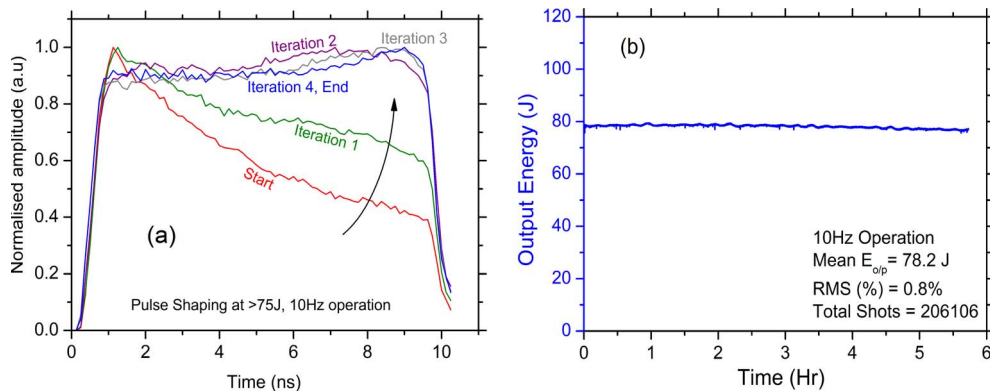 1.0
0.8
0.6
0.4
0.2
0.0
Normalised amplitude (a.u)
Iteration 2
Iteration 3
Iteration 4, End
Iteration 1
Start
(a)
Pulse Shaping at >75J, 10Hz operation
0 2 4 6 8 10
Time (ns)
120
100
80
60
40
20
0
Output Energy (J)
(b)
10Hz Operation
Mean Eo/p= 78.2 J
RMS (%) = 0.8%
Total Shots = 206106
0 1 2 3 4 5 6
Time (Hr)